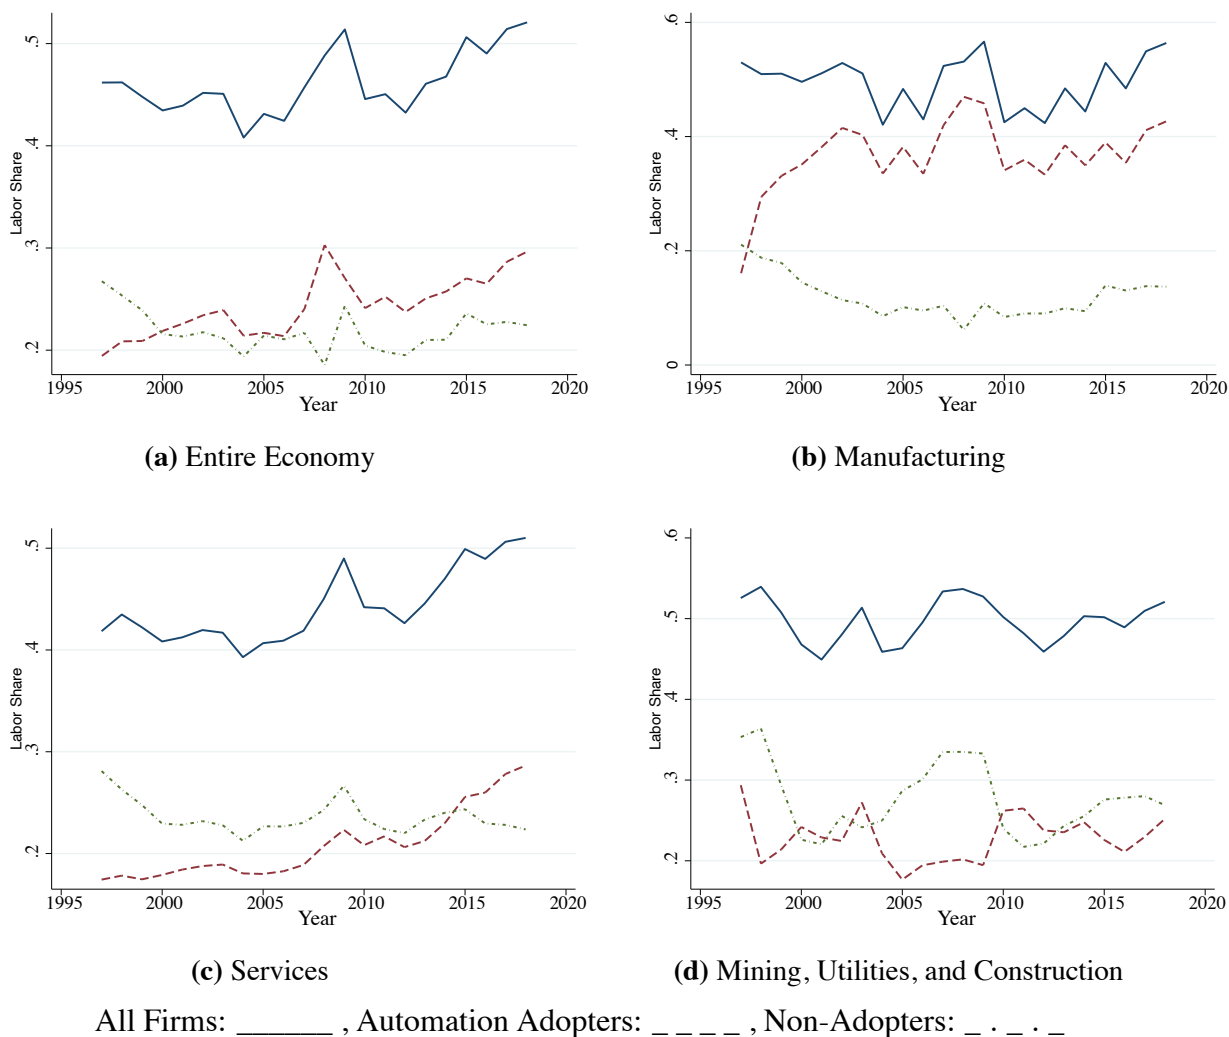 .5
.4
.3
.2
Labor Share
1995 2000 2005 2010 2015 2020
Year
(a) Entire Economy
.6
.4
.2
0
Labor Share
1995 2000 2005 2010 2015 2020
Year
(b) Manufacturing
.5
.4
.3
.2
Labor Share
1995 2000 2005 2010 2015 2020
Year
(c) Services
.6
.5
.4
.3
.2
Labor Share
1995 2000 2005 2010 2015 2020
Year
(d) Mining, Utilities, and Construction
All Firms: ______ , Automation Adopters: _ _ _ _ , Non-Adopters: _ . _ . _